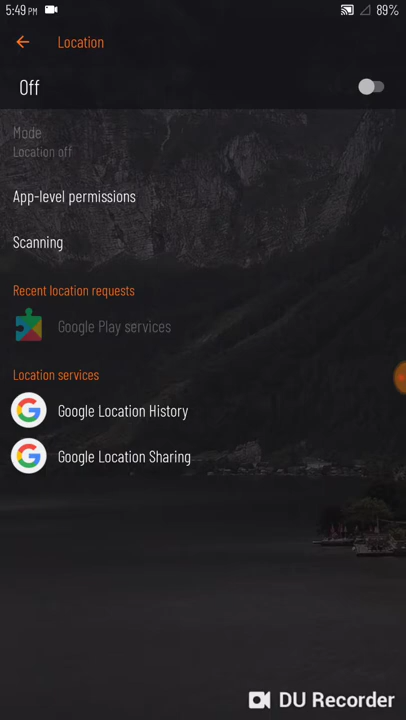 5:49 PM 89%
Location
Off
Mode
Location off
App-level permissions
Scanning
Recent location requests
Google Play services
Location services
Google Location History
Google Location Sharing
DU Recorder